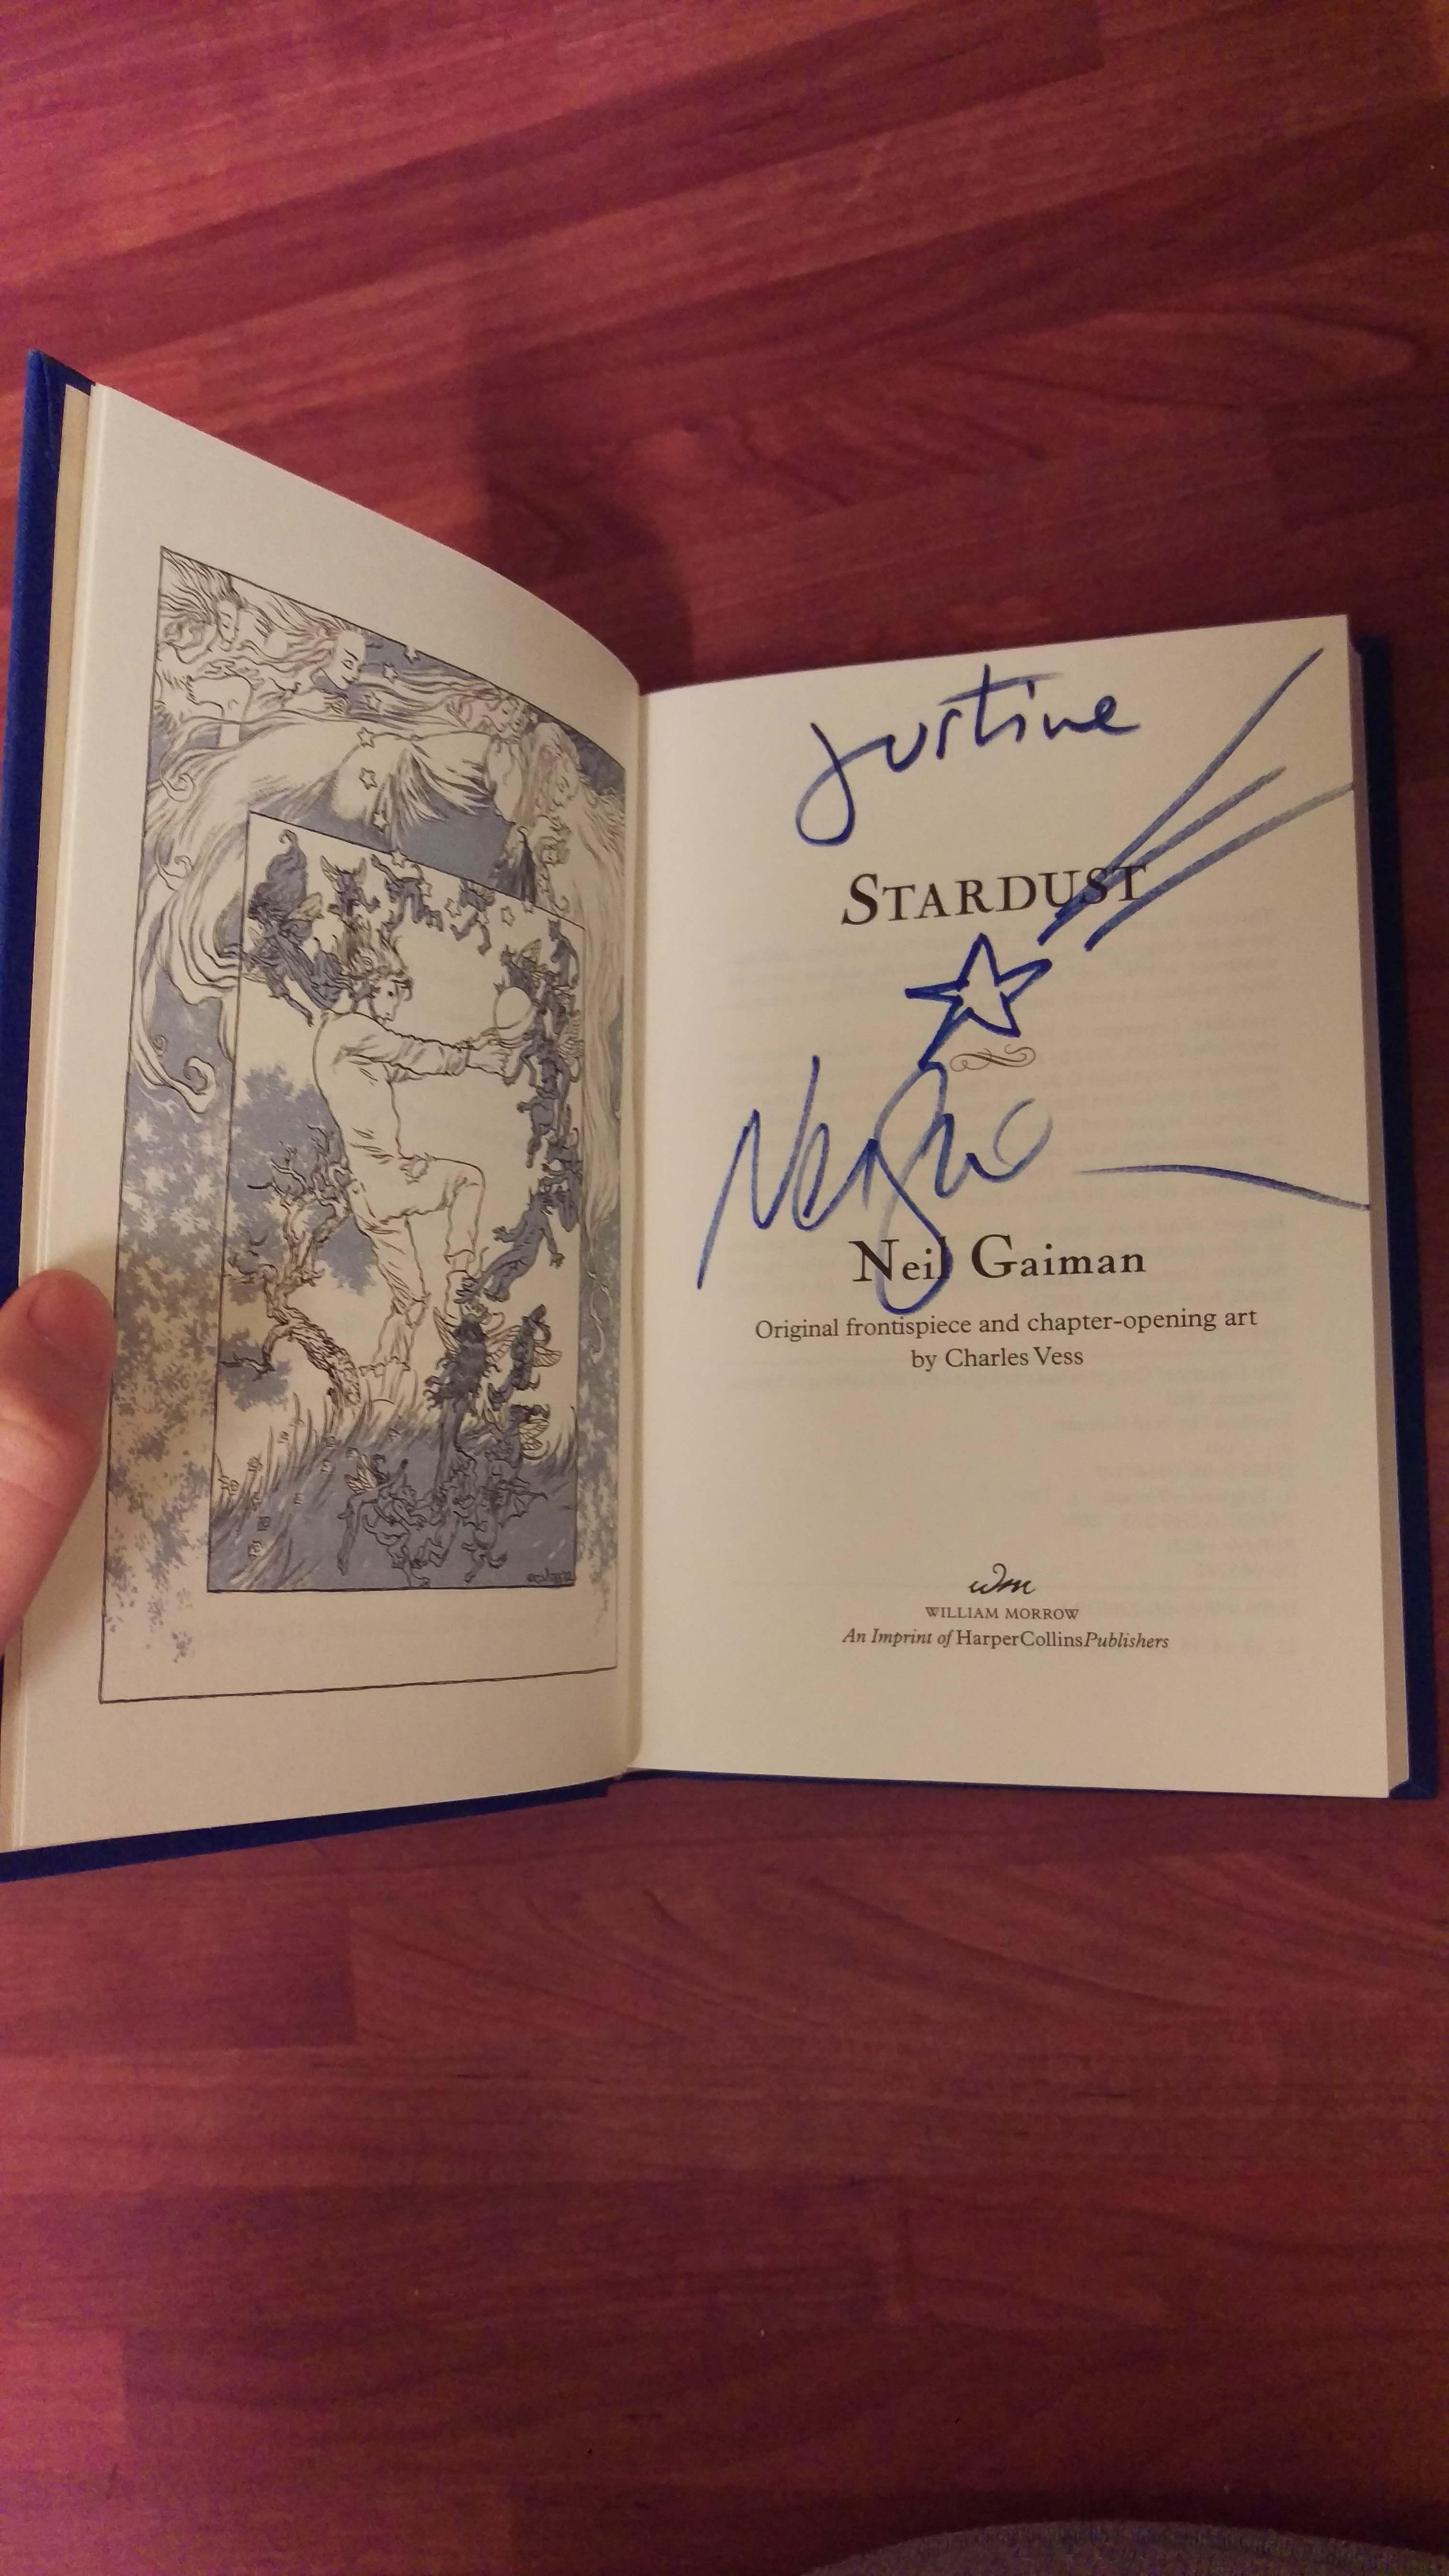 Justine
STARDUST
Neil Gaiman
Original frontispiece and chapter-opening art
by Charles Vess
wm
WILLIAM MORROW
An Imprint of HarperCollinsPublishers